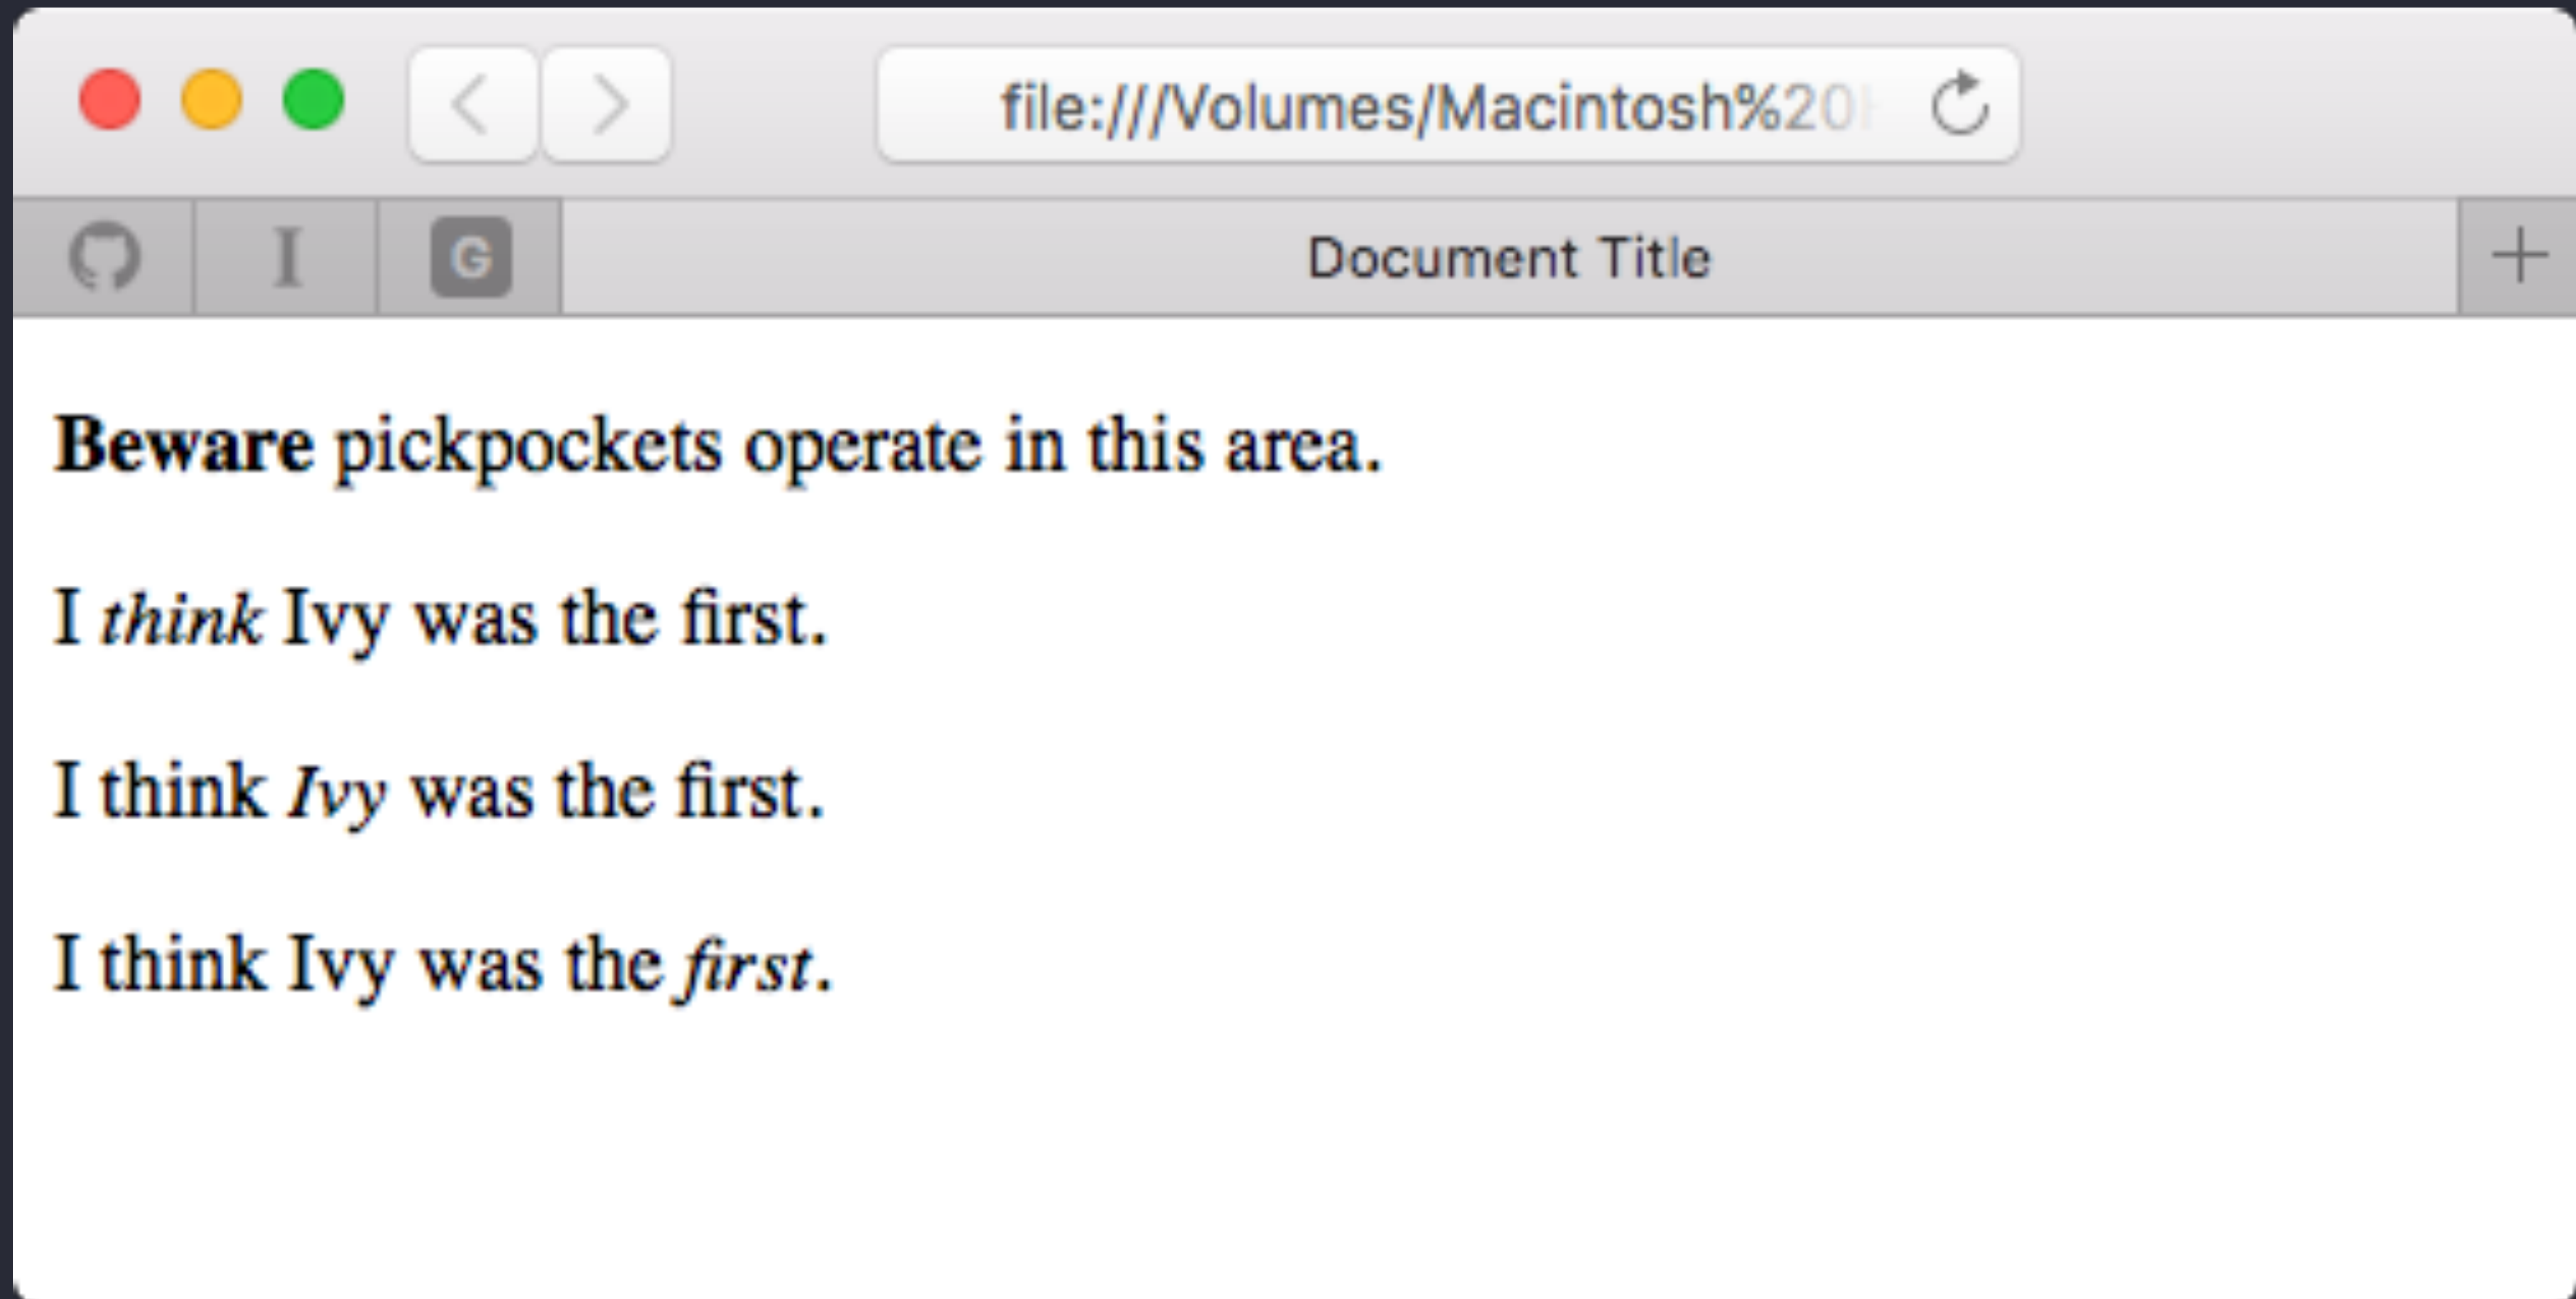 file:///Volumes/Macintosh%20
I
G
Document Title
Beware pickpockets operate in this area.
I think Ivy was the first.
I think Ivy was the first.
I think Ivy was the first.